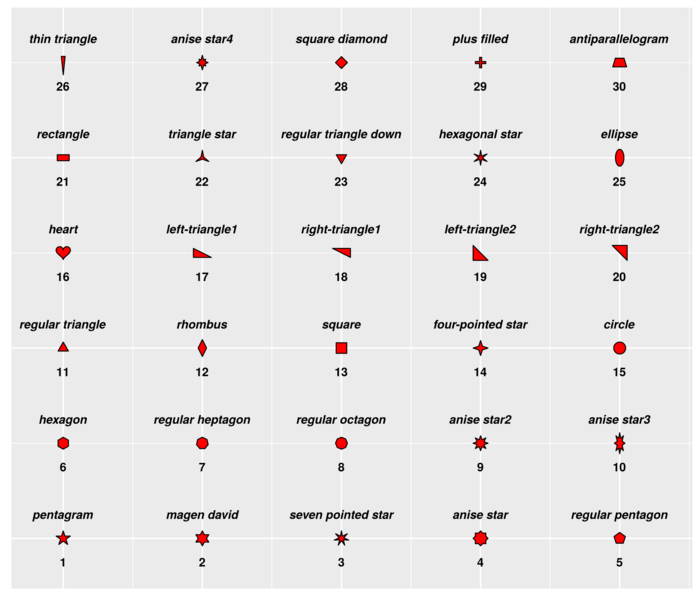 thin triangle anise star4 square diamond plus filled antiparallelogram
26 27 28 29 30
rectangle triangle star regular triangle down hexagonal star ellipse
21 22 23 24 25
heart left-triangle1 right-triangle1 left-triangle2 right-triangle2
16 17 18 19 20
regular triangle rhombus square four-pointed star circle
11 12 13 14 15
hexagon regular heptagon regular octagon anise star2 anise star3
6 7 8 9 10
pentagram magen david seven pointed star anise star regular pentagon
1 2 3 4 5